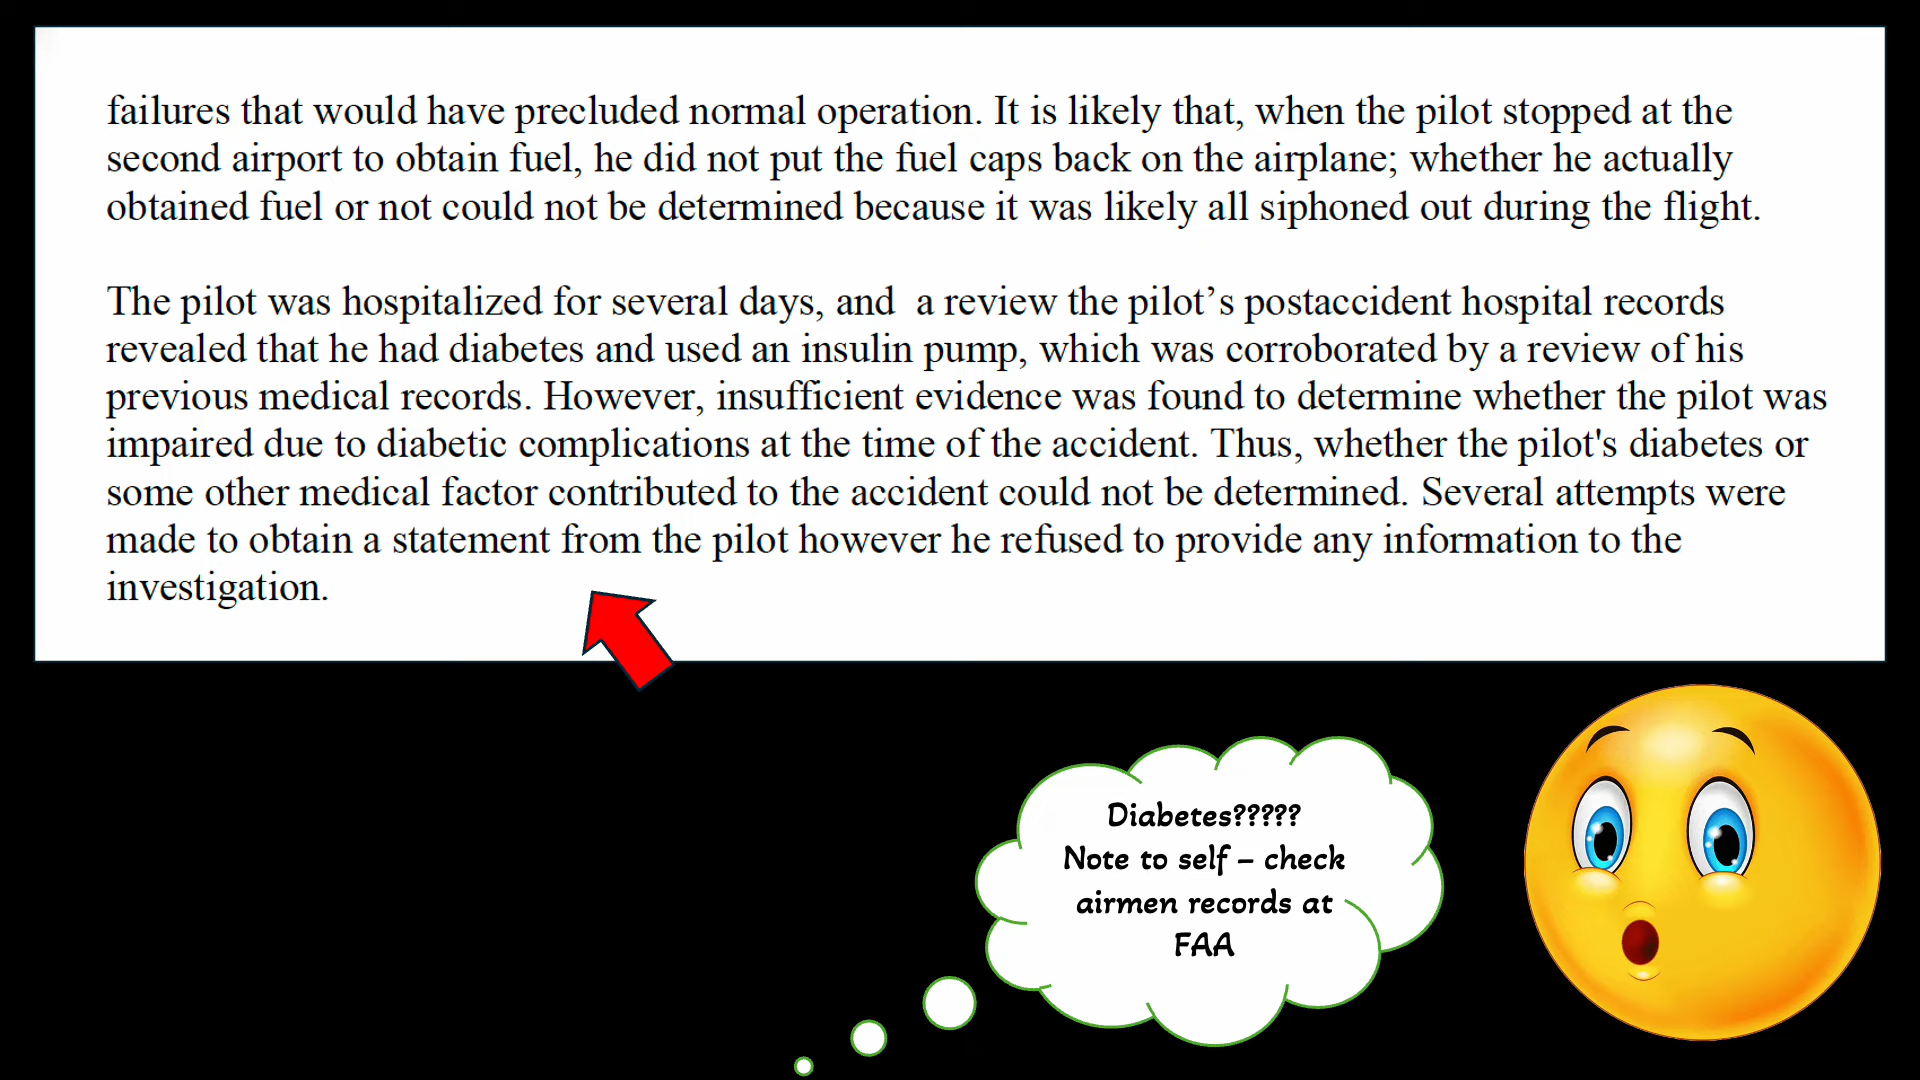 failures that would have precluded normal operation. It is likely that, when the pilot stopped at the
second airport to obtain fuel, he did not put the fuel caps back on the airplane; whether he actually
obtained fuel or not could not be determined because it was likely all siphoned out during the flight.
The pilot was hospitalized for several days, and  a review the pilot’s postaccident hospital records
revealed that he had diabetes and used an insulin pump, which was corroborated by a review of his
previous medical records. However, insufficient evidence was found to determine whether the pilot was
impaired due to diabetic complications at the time of the accident. Thus, whether the pilot's diabetes or
some other medical factor contributed to the accident could not be determined. Several attempts were
made to obtain a statement from the pilot however he refused to provide any information to the
investigation.
Diabetes?????
Note to self – check
airmen records at
FAA